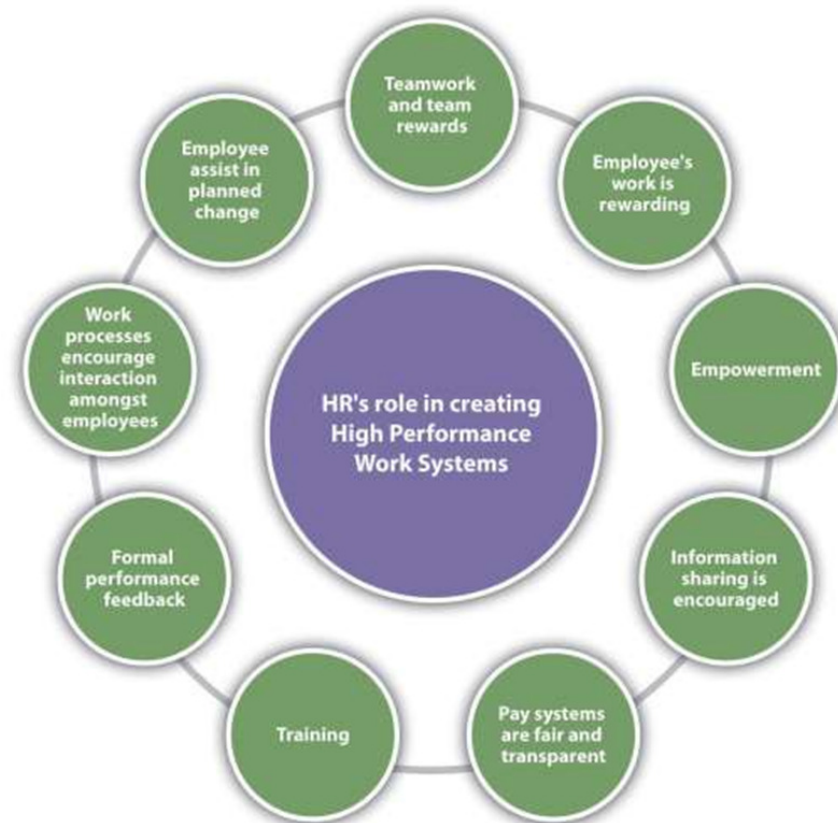 Teamwork
and team
rewards
Employee's
work is
rewarding
Empowerment
Information
sharing is
encouraged
Pay systems
are fair and
transparent
Training
Formal
performance
feedback
Work
processes
encourage
interaction
amongst
employees
Employee
assist in
planned
change
HR's role in creating
High Performance
Work Systems